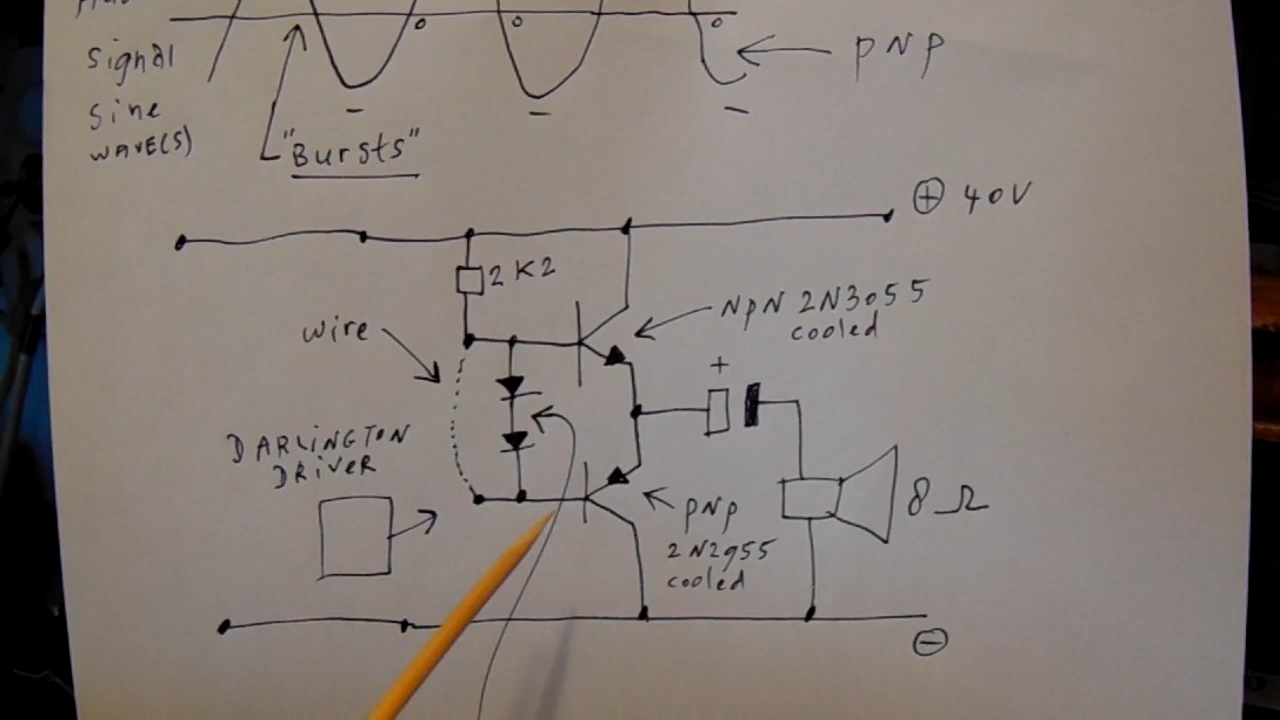 Signal
Sine
WAVE(S)
o
o
o
PNP
−
−
−
"Bursts"
⊕ 40V
2K2
NPN 2N3055
cooled
wire
+
DARLINGTON
DRIVER
8 Ω
PNP
2N2955
cooled
⊖